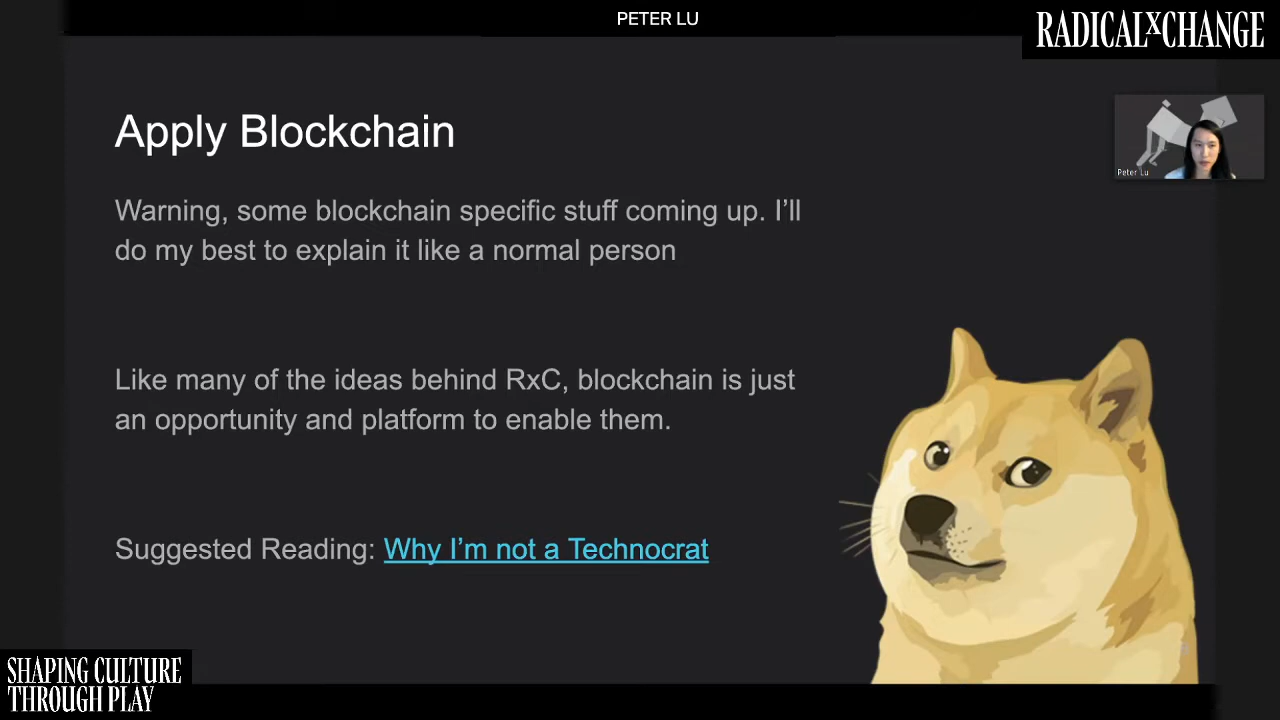 PETER LU
RADICALxCHANGE
Apply Blockchain
Warning, some blockchain specific stuff coming up. I’ll
do my best to explain it like a normal person
Like many of the ideas behind RxC, blockchain is just
an opportunity and platform to enable them.
Suggested Reading: Why I’m not a Technocrat
Peter Lu
SHAPING CULTURE
THROUGH PLAY